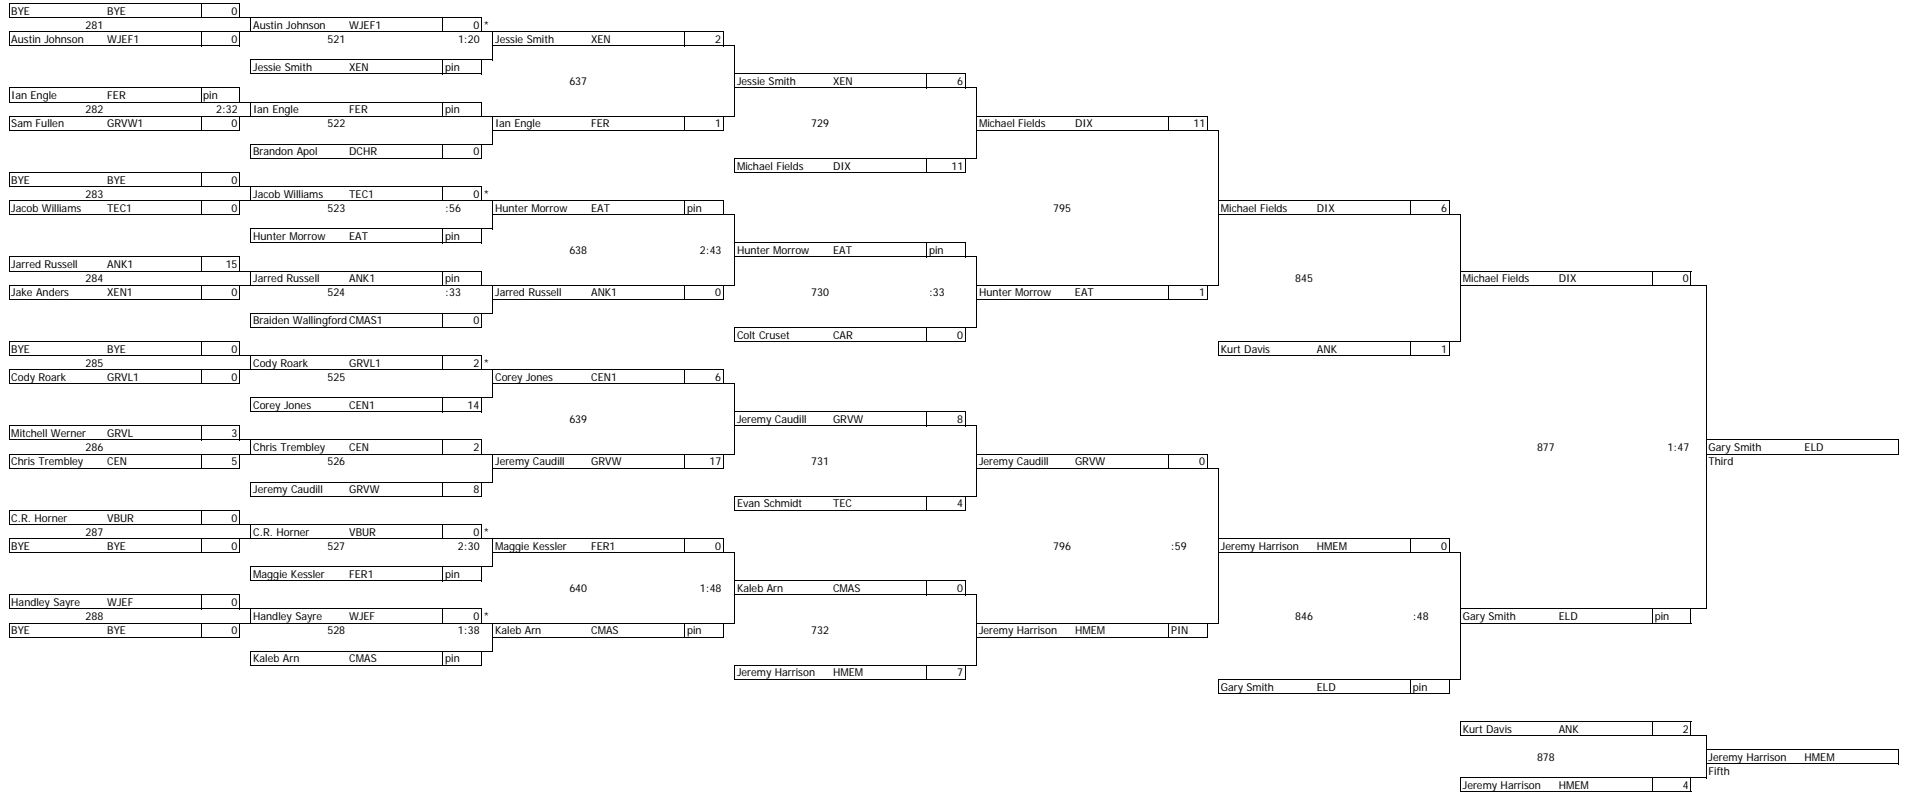 BYE BYE 0
281
Austin Johnson WJEF1 0
Ian Engle FER pin
282 2:32
Sam Fullen GRVW1 0
BYE BYE 0
283
Jacob Williams TEC1 0
Jarred Russell ANK1 15
284
Jake Anders XEN1 0
BYE BYE 0
285
Cody Roark GRVL1 0
Mitchell Werner GRVL 3
286
Chris Trembley CEN 5
C.R. Horner VBUR 0
287
BYE BYE 0
Handley Sayre WJEF 0
288
BYE BYE 0
Austin Johnson WJEF1 0 *
521 1:20
Jessie Smith XEN pin
Ian Engle FER pin
522
Brandon Apol DCHR 0
Jacob Williams TEC1 0 *
523 :56
Hunter Morrow EAT pin
Jarred Russell ANK1 pin
524 :33
Braiden Wallingford CMAS1 0
Cody Roark GRVL1 2 *
525
Corey Jones CEN1 14
Chris Trembley CEN 2
526
Jeremy Caudill GRVW 8
C.R. Horner VBUR 0 *
527 2:30
Maggie Kessler FER1 pin
Handley Sayre WJEF 0 *
528 1:38
Kaleb Arn CMAS pin
Jessie Smith XEN 2
637
Ian Engle FER 1
Hunter Morrow EAT pin
638 2:43
Jarred Russell ANK1 0
Corey Jones CEN1 6
639
Jeremy Caudill GRVW 17
Maggie Kessler FER1 0
640 1:48
Kaleb Arn CMAS pin
Jessie Smith XEN 6
729
Michael Fields DIX 11
Hunter Morrow EAT pin
730 :33
Colt Cruset CAR 0
Jeremy Caudill GRVW 8
731
Evan Schmidt TEC 4
Kaleb Arn CMAS 0
732
Jeremy Harrison HMEM 7
Michael Fields DIX 11
795
Hunter Morrow EAT 1
Jeremy Caudill GRVW 0
796 :59
Jeremy Harrison HMEM PIN
Michael Fields DIX 6
845
Kurt Davis ANK 1
Jeremy Harrison HMEM 0
846 :48
Gary Smith ELD pin
Michael Fields DIX 0
877 1:47
Gary Smith ELD pin
Gary Smith ELD
Third
Kurt Davis ANK 2
878
Jeremy Harrison HMEM 4
Jeremy Harrison HMEM
Fifth